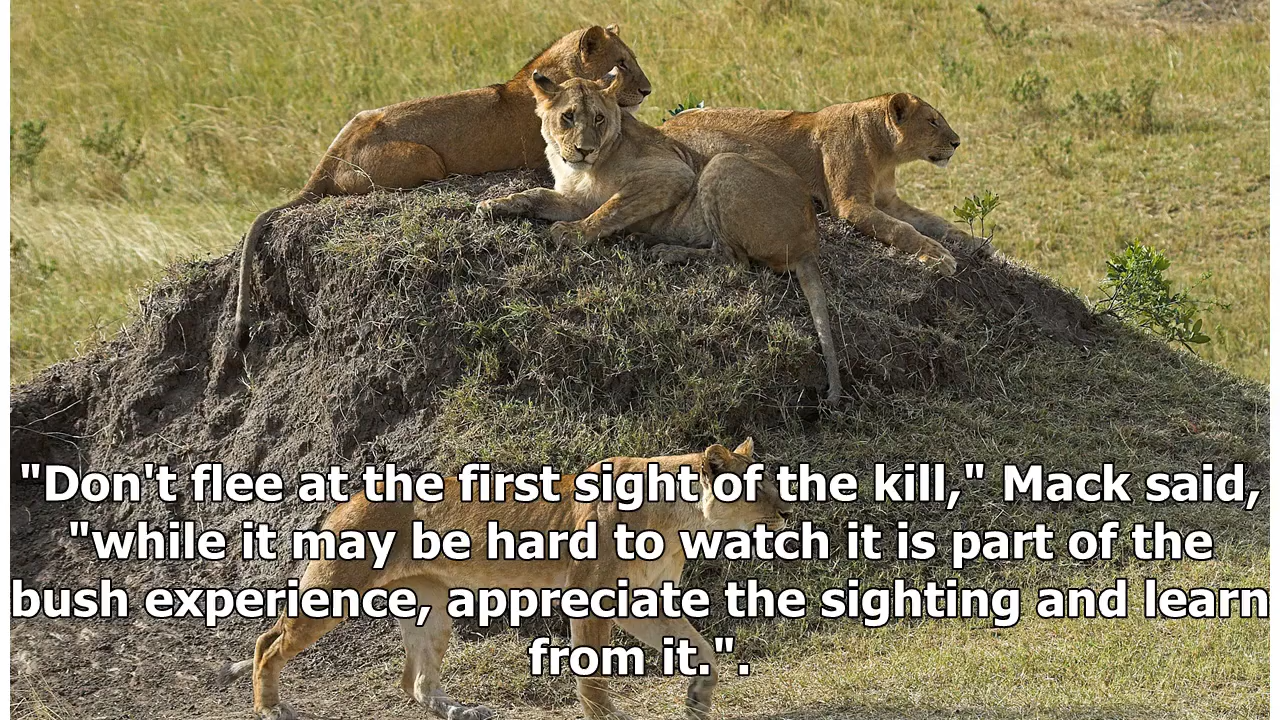 "Don't flee at the first sight of the kill," Mack said,
"while it may be hard to watch it is part of the
bush experience, appreciate the sighting and learn
from it.".